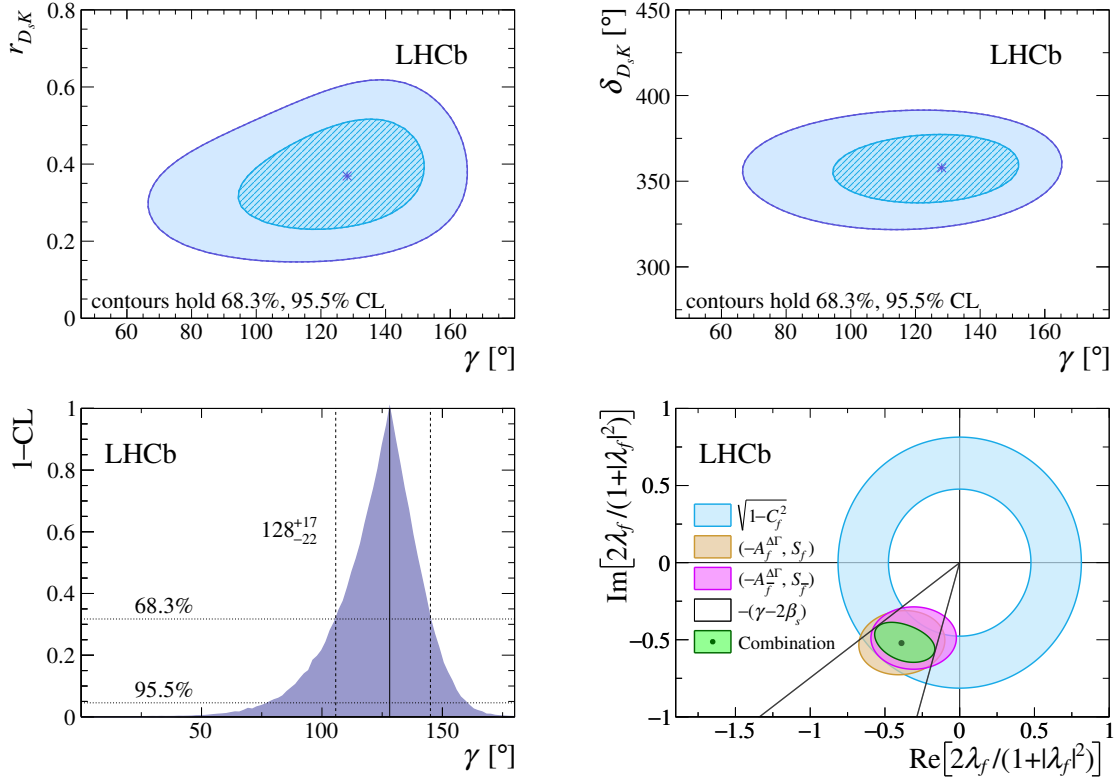 r_{D_sK}
0.8
0.6
0.4
0.2
0
LHCb
contours hold 68.3%, 95.5% CL
60 80 100 120 140 160
γ [°]
δ_{D_sK} [°]
450
400
350
300
LHCb
contours hold 68.3%, 95.5% CL
60 80 100 120 140 160
γ [°]
1–CL
1
0.8
0.6
0.4
0.2
0
LHCb
128^{+17}_{-22}
68.3%
95.5%
50 100 150
γ [°]
Im[2λ_f/(1+|λ_f|^2)]
1
0.5
0
-0.5
-1
LHCb
√1–C_f^2
(-A_f^{ΔΓ}, S_f)
(-A_{f̅}^{ΔΓ}, S_{f̅})
-(γ-2β_s)
Combination
-1.5 -1 -0.5 0 0.5 1
Re[2λ_f/(1+|λ_f|^2)]